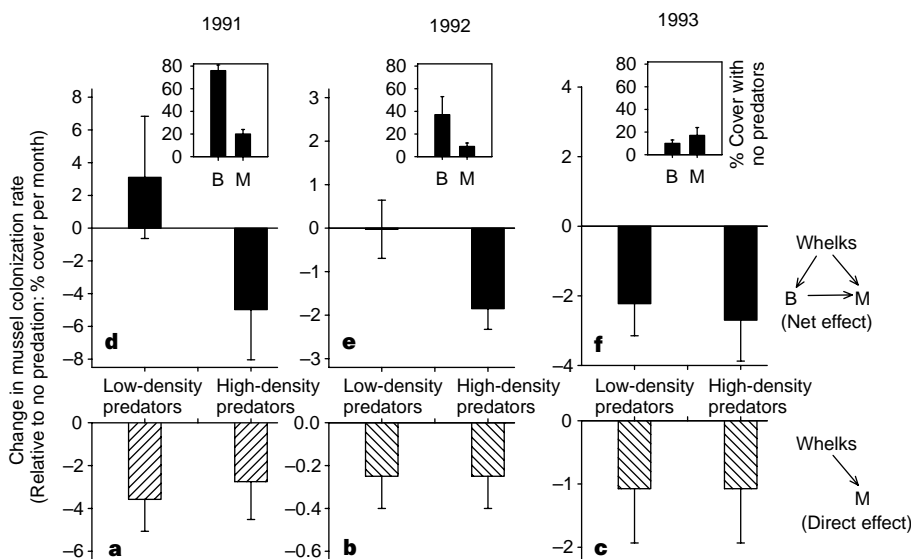 1991
1992
1993
Change in mussel colonization rate
(Relative to no predation: % cover per month)
8
6
4
2
0
–2
–4
–6
–8
80
60
40
20
0
B M
d
3
2
1
0
–1
–2
–3
80
60
40
20
0
B M
e
4
2
0
–2
–4
80
60
40
20
0
B M
% Cover with
no predators
f
Whelks
B M
(Net effect)
Low-density High-density
predators predators
Low-density High-density
predators predators
Low-density High-density
predators predators
0
–2
–4
–6
a
0.0
–0.2
–0.4
–0.6
b
0
–1
–2
c
Whelks
M
(Direct effect)